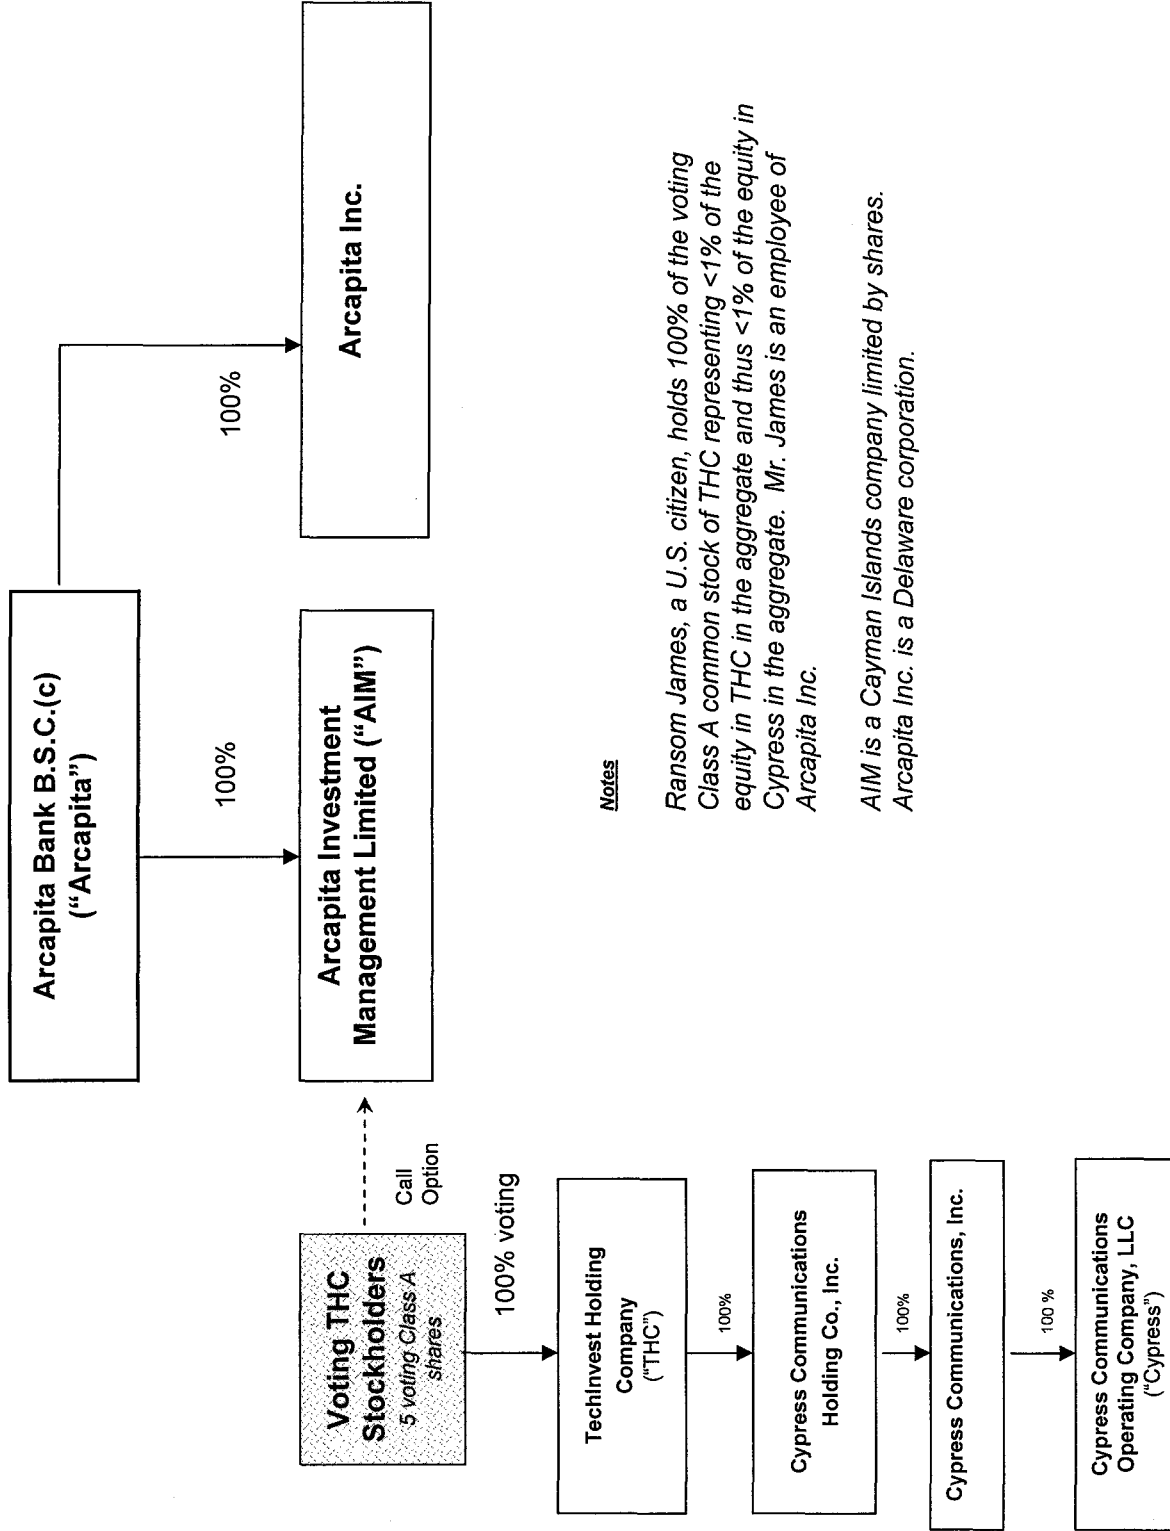 Arcapita Bank B.S.C.(c)
("Arcapita")
100%
100%
Arcapita Investment
Management Limited ("AIM")
Arcapita Inc.
Call
Option
Voting THC
Stockholders
5 voting Class A
shares
100% voting
TechInvest Holding
Company
("THC")
100%
Cypress Communications
Holding Co., Inc.
100%
Cypress Communications, Inc.
100 %
Cypress Communications
Operating Company, LLC
("Cypress")
Notes
Ransom James, a U.S. citizen, holds 100% of the voting
Class A common stock of THC representing <1% of the
equity in THC in the aggregate and thus <1% of the equity in
Cypress in the aggregate. Mr. James is an employee of
Arcapita Inc.
AIM is a Cayman Islands company limited by shares.
Arcapita Inc. is a Delaware corporation.